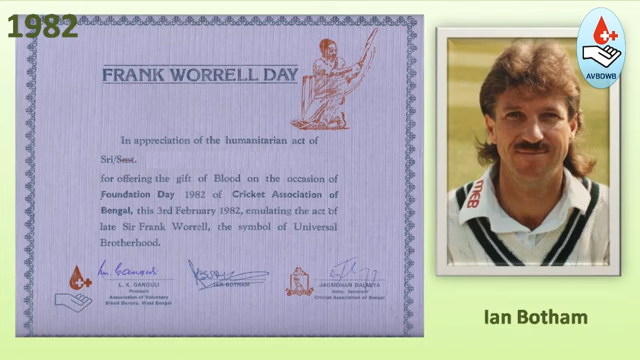 1982
FRANK WORRELL DAY
In appreciation of the humanitarian act of
Sri/Smt.
for offering the gift of Blood on the occasion of
Foundation Day 1982 of Cricket Association of
Bengal, this 3rd February 1982, emulating the act of
late Sir Frank Worrell, the symbol of Universal
Brotherhood.
L. K. GANGULI
President
Association of Voluntary
Blood Donors, West Bengal
IAN BOTHAM
JAGMOHAN DALMIYA
Hony. Secretary
Cricket Association of Bengal
AVBDWB
MCG
Ian Botham